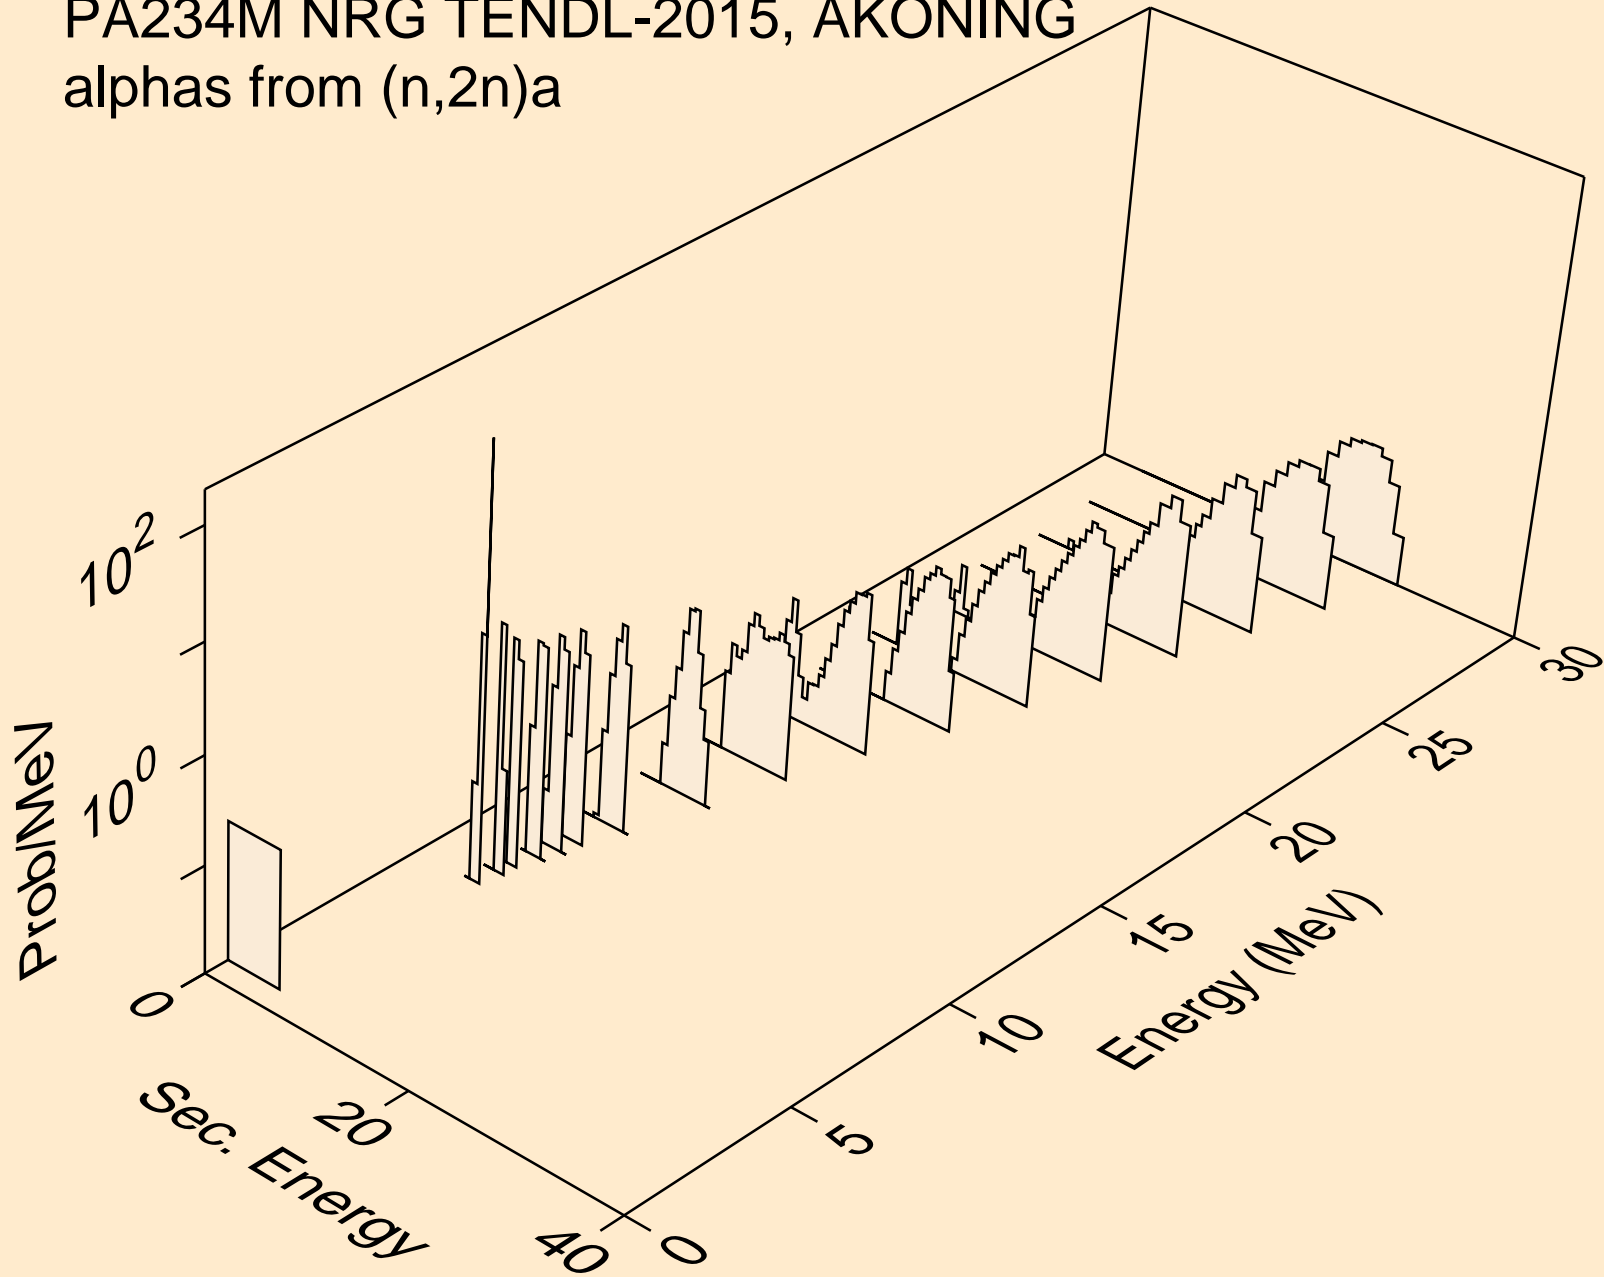 PA234M NRG TENDL-2015, AKONING
alphas from (n,2n)a
10^2
10^0
Prob/MeV
0
20
40
Sec. Energy
0
5
10
15
20
25
30
Energy (MeV)